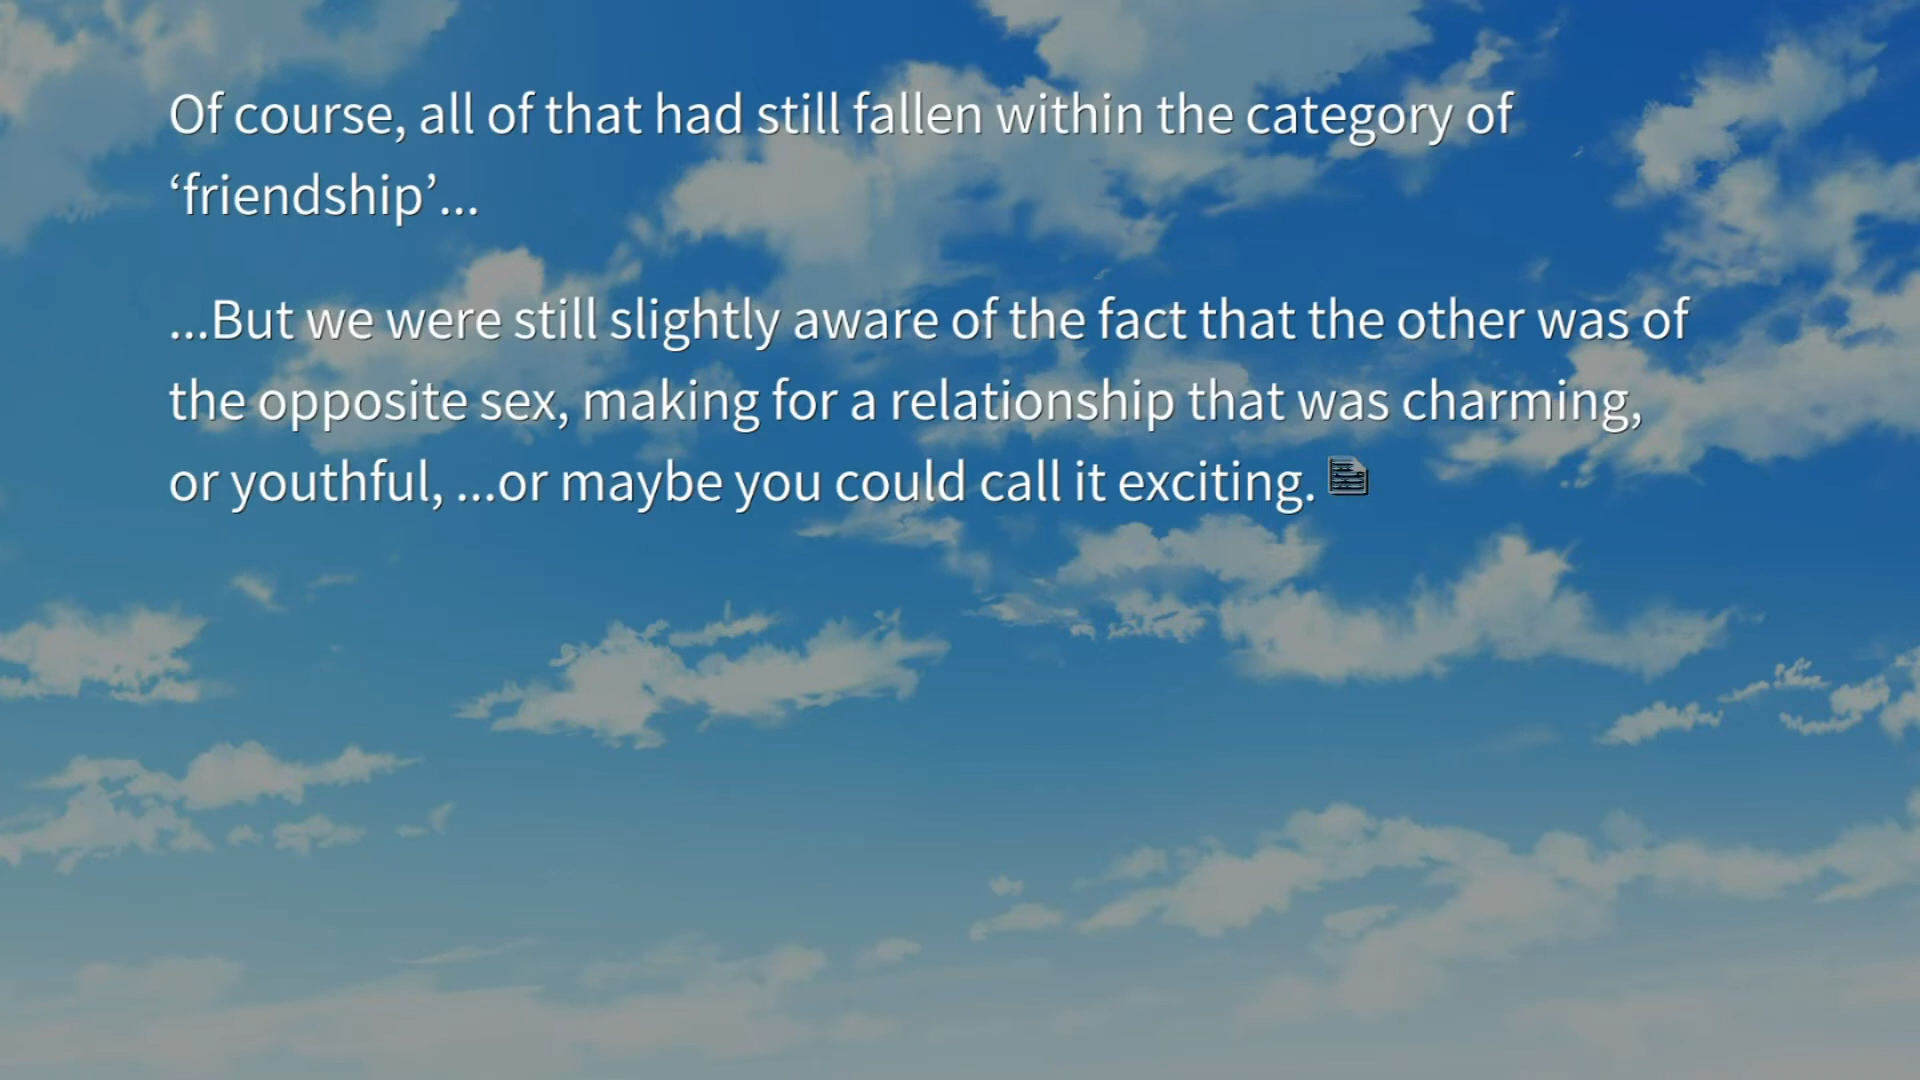 Of course, all of that had still fallen within the category of
‘friendship’...
...But we were still slightly aware of the fact that the other was of
the opposite sex, making for a relationship that was charming,
or youthful, ...or maybe you could call it exciting.